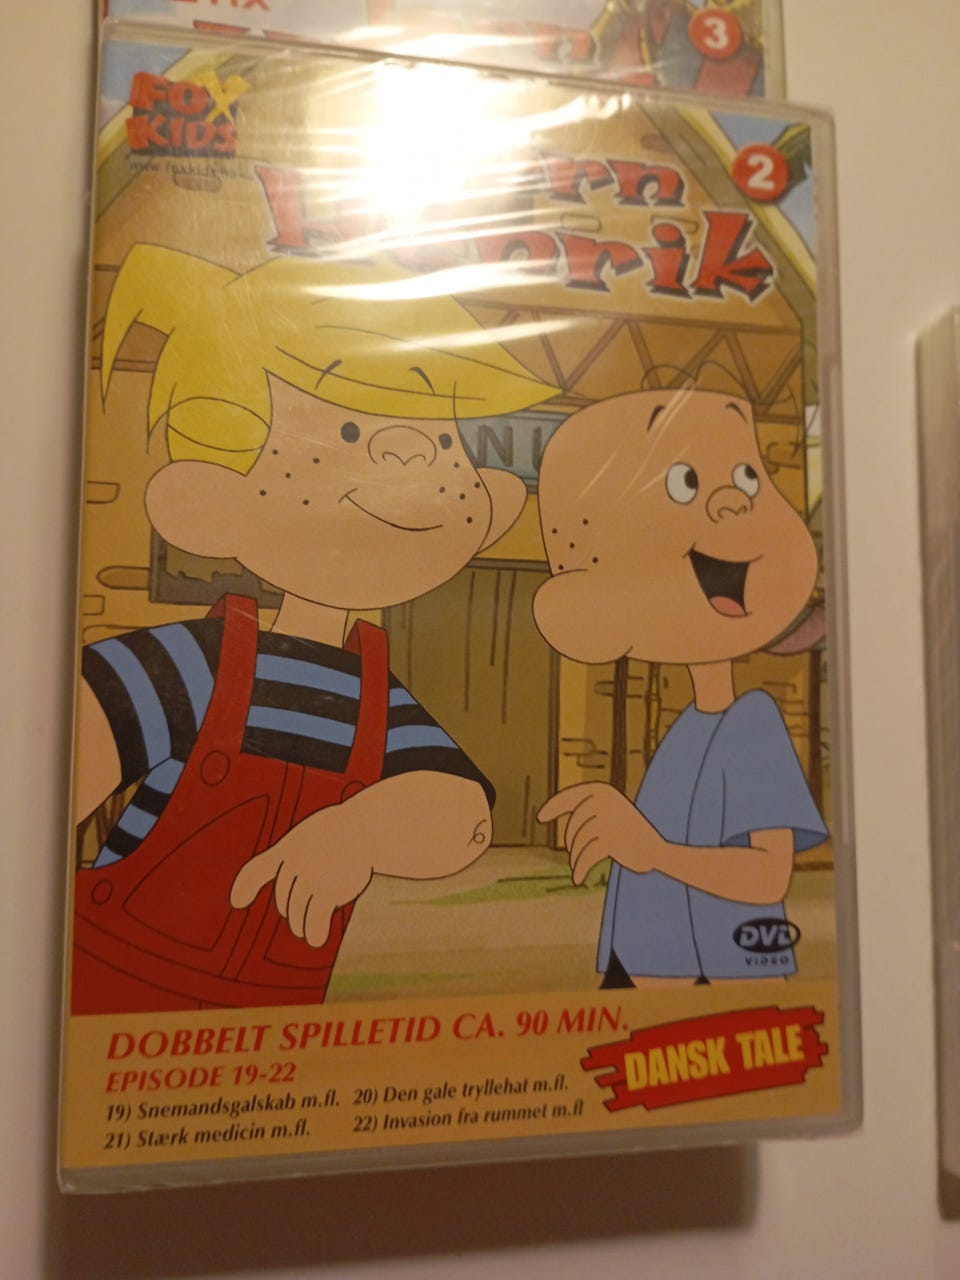 3
FOX
KIDS
2
DVD
VIDEO
DOBBELT SPILLETID CA. 90 MIN.
EPISODE 19-22
19) Snemandsgalskab m.fl. 20) Den gale tryllehat m.fl.
21) Stærk medicin m.fl. 22) Invasion fra rummet m.fl
DANSK TALE